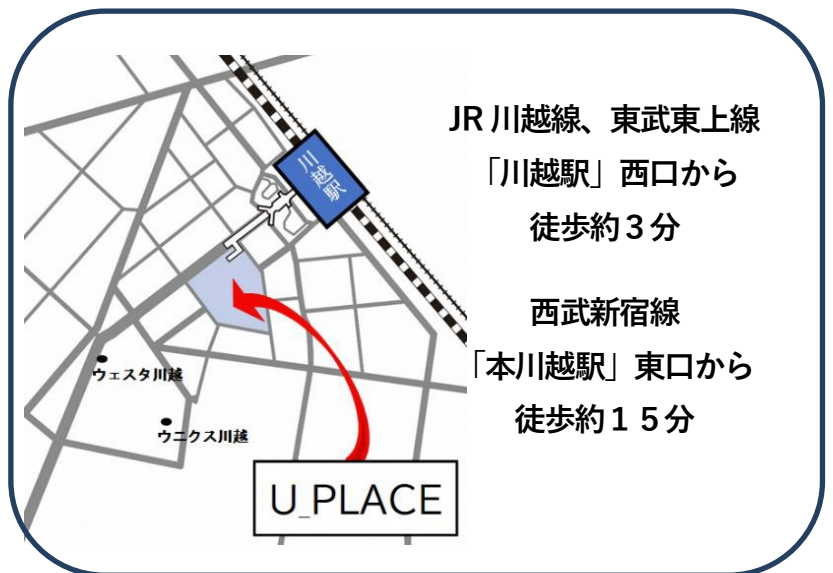 川越駅
ウェスタ川越
ウニクス川越
U_PLACE
JR 川越線、東武東上線
「川越駅」西口から
徒歩約３分
西武新宿線
「本川越駅」東口から
徒歩約１５分